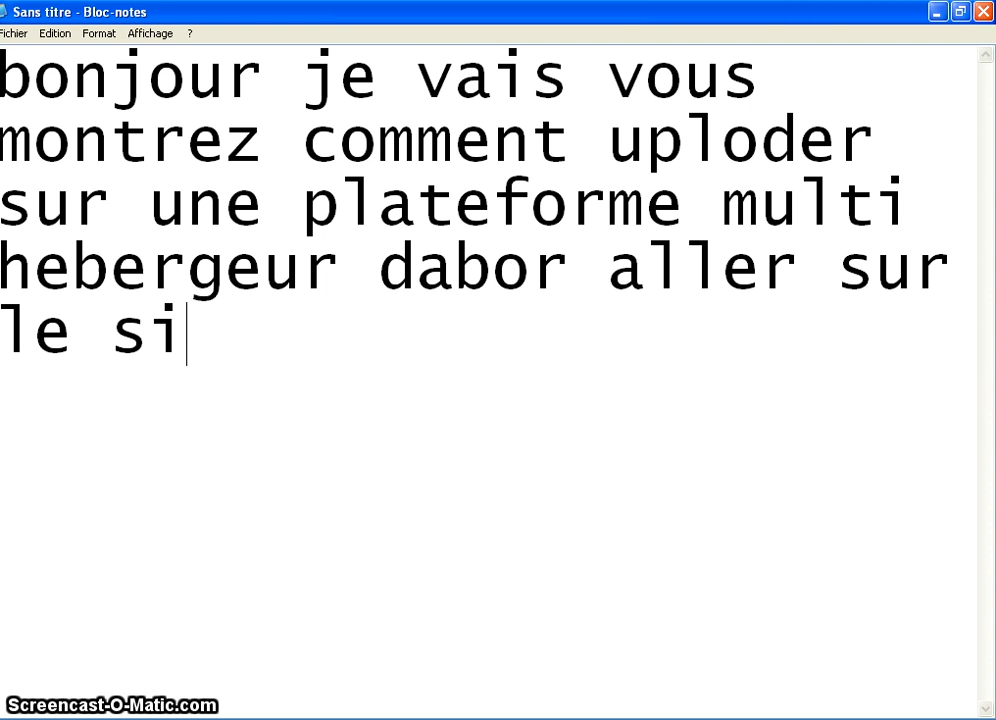 Sans titre - Bloc-notes
Fichier Edition Format Affichage ?
bonjour je vais vous
montrez comment uploder
sur une plateforme multi
hebergeur dabor aller sur
le si
Screencast-O-Matic.com